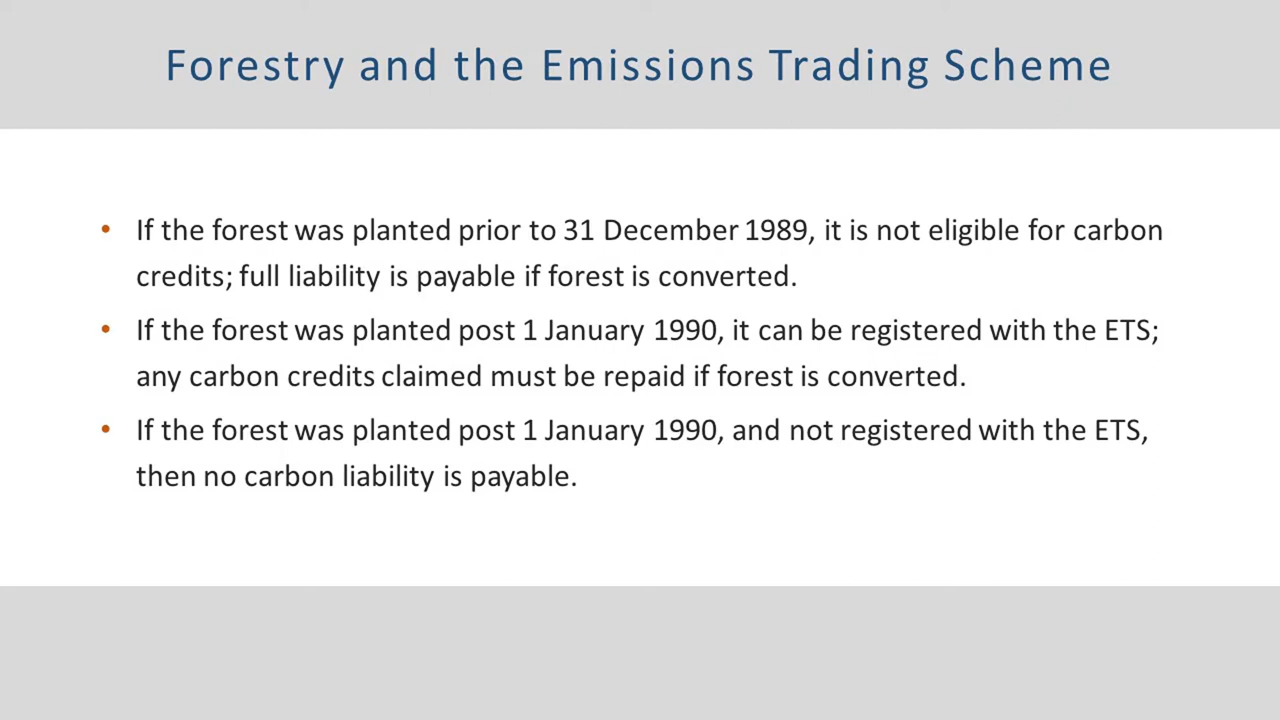 Forestry and the Emissions Trading Scheme
• If the forest was planted prior to 31 December 1989, it is not eligible for carbon
credits; full liability is payable if forest is converted.
• If the forest was planted post 1 January 1990, it can be registered with the ETS;
any carbon credits claimed must be repaid if forest is converted.
• If the forest was planted post 1 January 1990, and not registered with the ETS,
then no carbon liability is payable.